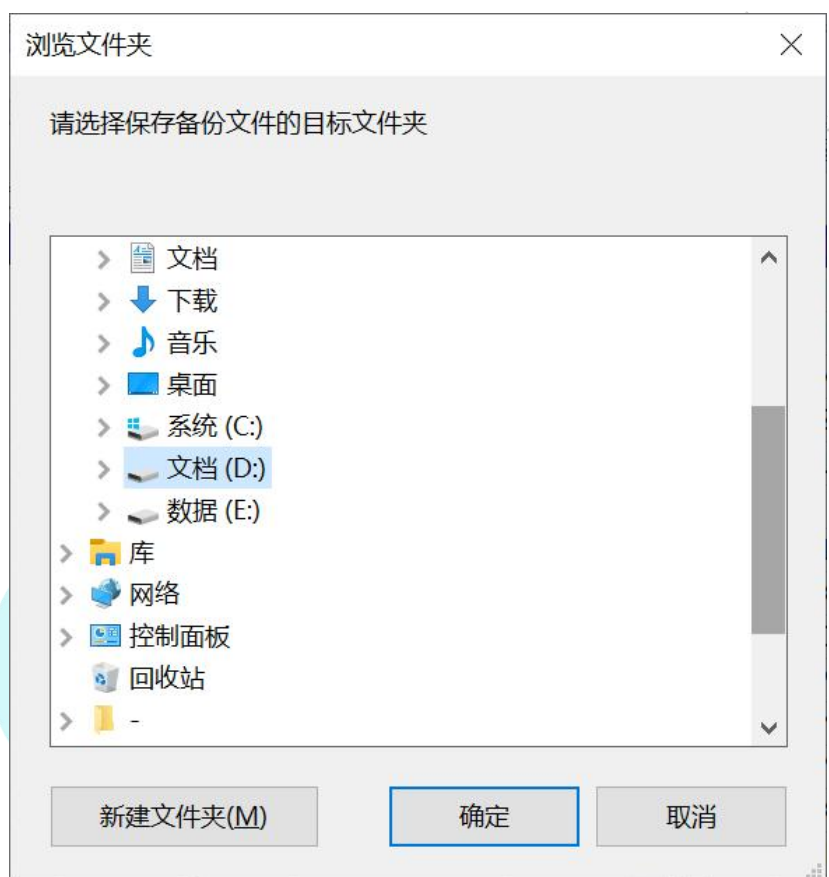 浏览文件夹
请选择保存备份文件的目标文件夹
文档
下载
音乐
桌面
系统 (C:)
文档 (D:)
数据 (E:)
库
网络
控制面板
回收站
-
新建文件夹(M) 确定 取消